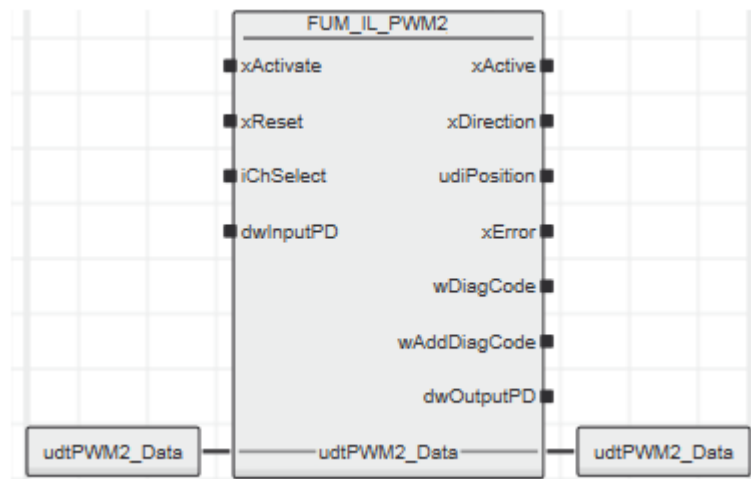 FUM_IL_PWM2
xActivate xActive
xReset xDirection
iChSelect udiPosition
dwInputPD xError
wDiagCode
wAddDiagCode
dwOutputPD
udtPWM2_Data udtPWM2_Data udtPWM2_Data